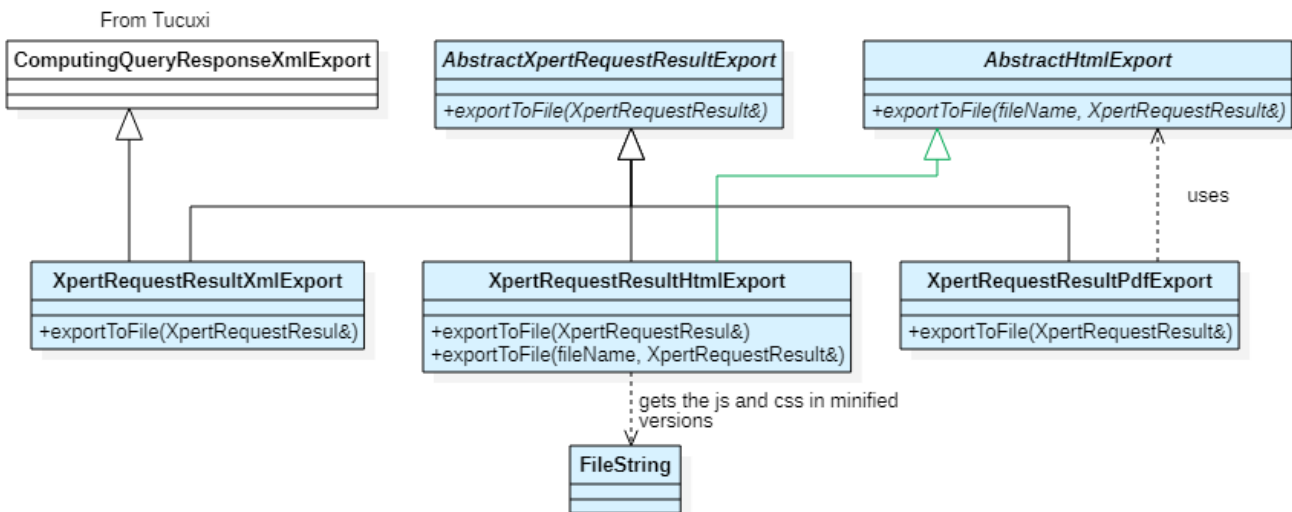 From Tucuxi
ComputingQueryResponseXmlExport
AbstractXpertRequestResultExport
+exportToFile(XpertRequestResult&)
AbstractHtmlExport
+exportToFile(fileName, XpertRequestResult&)
uses
XpertRequestResultXmlExport
+exportToFile(XpertRequestResul&)
XpertRequestResultHtmlExport
+exportToFile(XpertRequestResul&)
+exportToFile(fileName, XpertRequestResult&)
XpertRequestResultPdfExport
+exportToFile(XpertRequestResult&)
gets the js and css in minified
versions
FileString